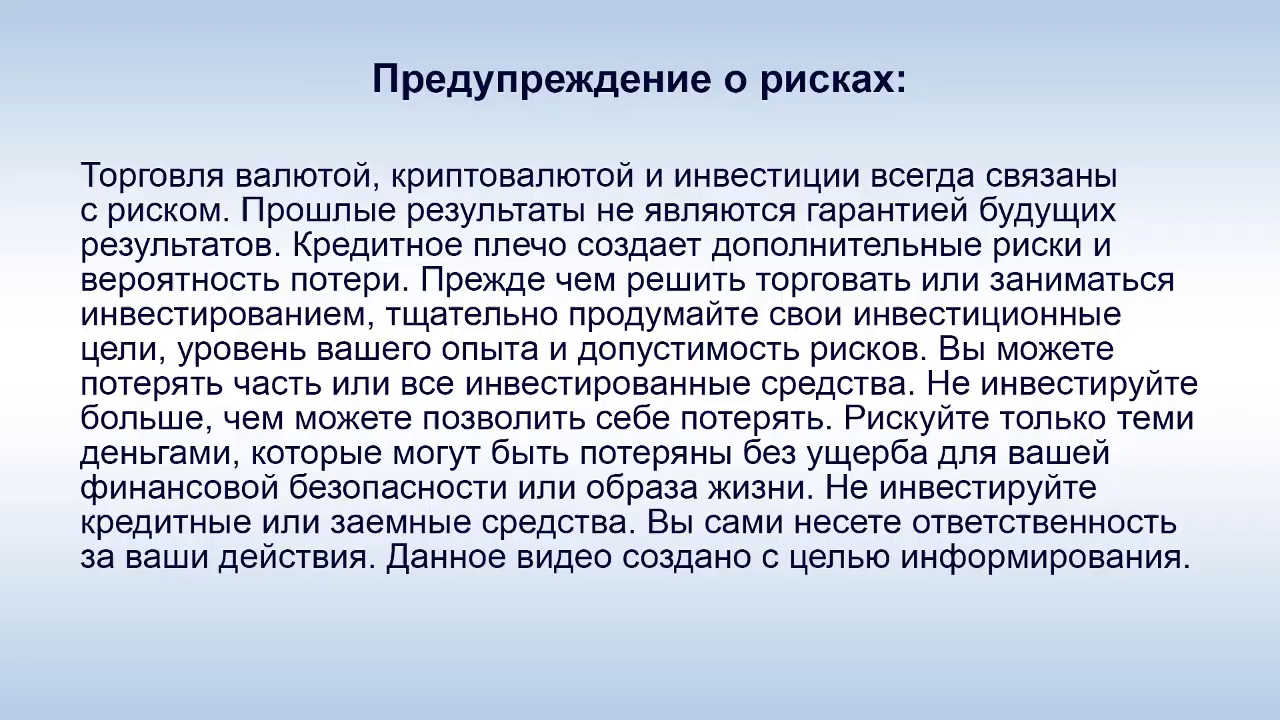 Предупреждение о рисках:
Торговля валютой, криптовалютой и инвестиции всегда связаны
с риском. Прошлые результаты не являются гарантией будущих
результатов. Кредитное плечо создает дополнительные риски и
вероятность потери. Прежде чем решить торговать или заниматься
инвестированием, тщательно продумайте свои инвестиционные
цели, уровень вашего опыта и допустимость рисков. Вы можете
потерять часть или все инвестированные средства. Не инвестируйте
больше, чем можете позволить себе потерять. Рискуйте только теми
деньгами, которые могут быть потеряны без ущерба для вашей
финансовой безопасности или образа жизни. Не инвестируйте
кредитные или заемные средства. Вы сами несете ответственность
за ваши действия. Данное видео создано с целью информирования.